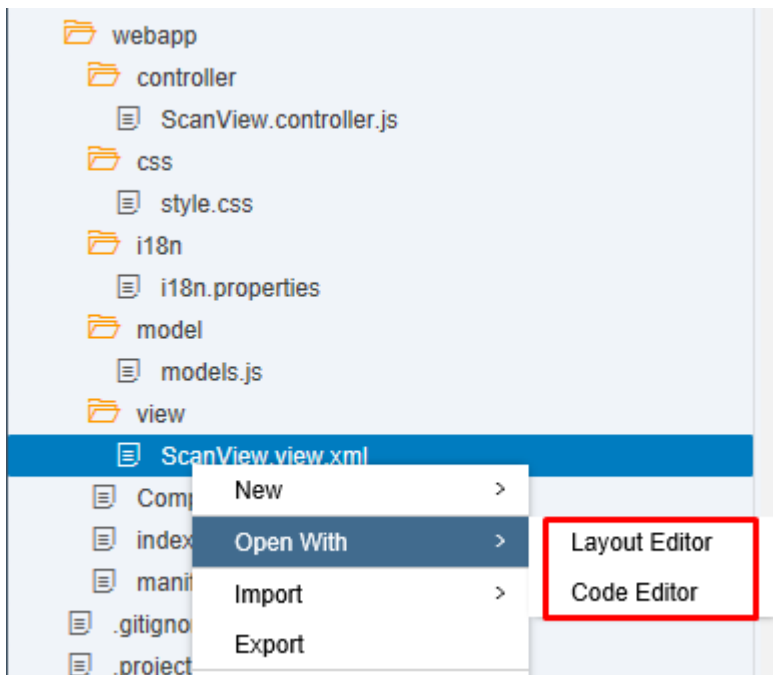 webapp
controller
ScanView.controller.js
css
style.css
i18n
i18n.properties
model
models.js
view
ScanView.view.xml
New
Open With
Layout Editor
Import
Code Editor
Export
.project